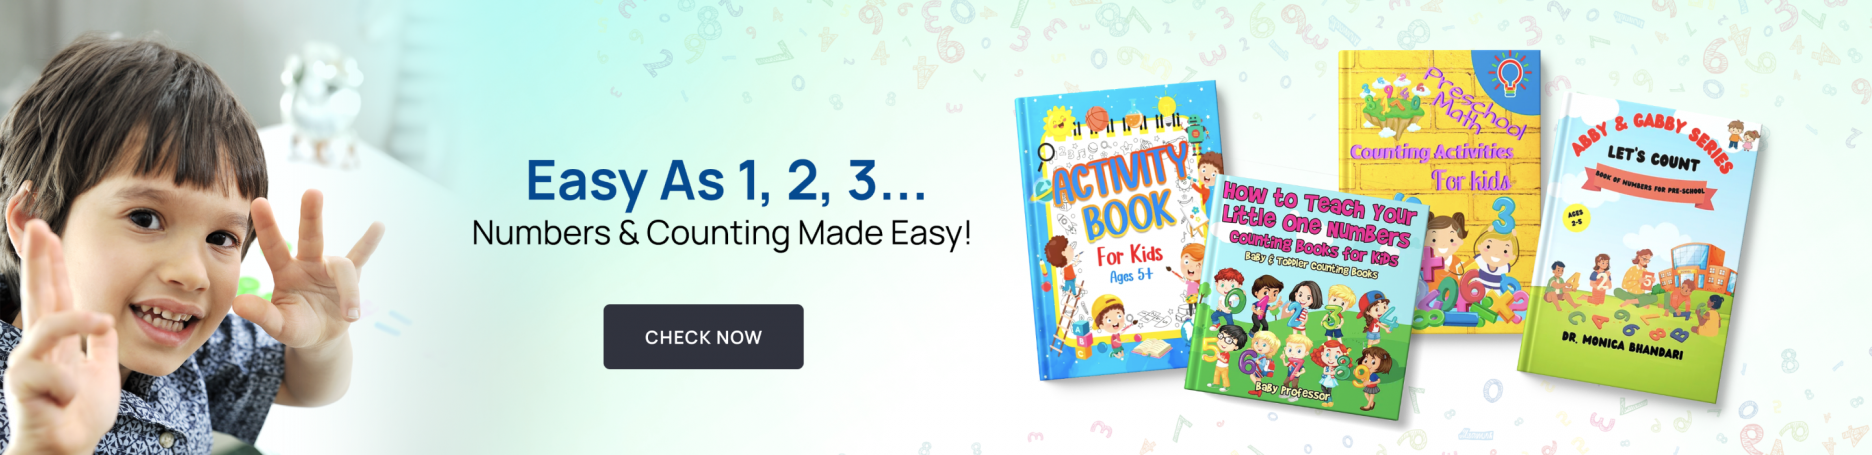 Easy As 1, 2, 3...
Numbers & Counting Made Easy!
CHECK NOW
ACTIVITY
BOOK
For Kids
Ages 5+
How to Teach Your
Little One Numbers
Counting Books for Kids
Baby & Toddler Counting Books
Baby Professor
Preschool
Math
Counting Activities
For kids
ABBY & GABBY SERIES
LET'S COUNT
BOOK OF NUMBERS FOR PRE-SCHOOL
AGES
2-5
DR. MONICA BHANDARI